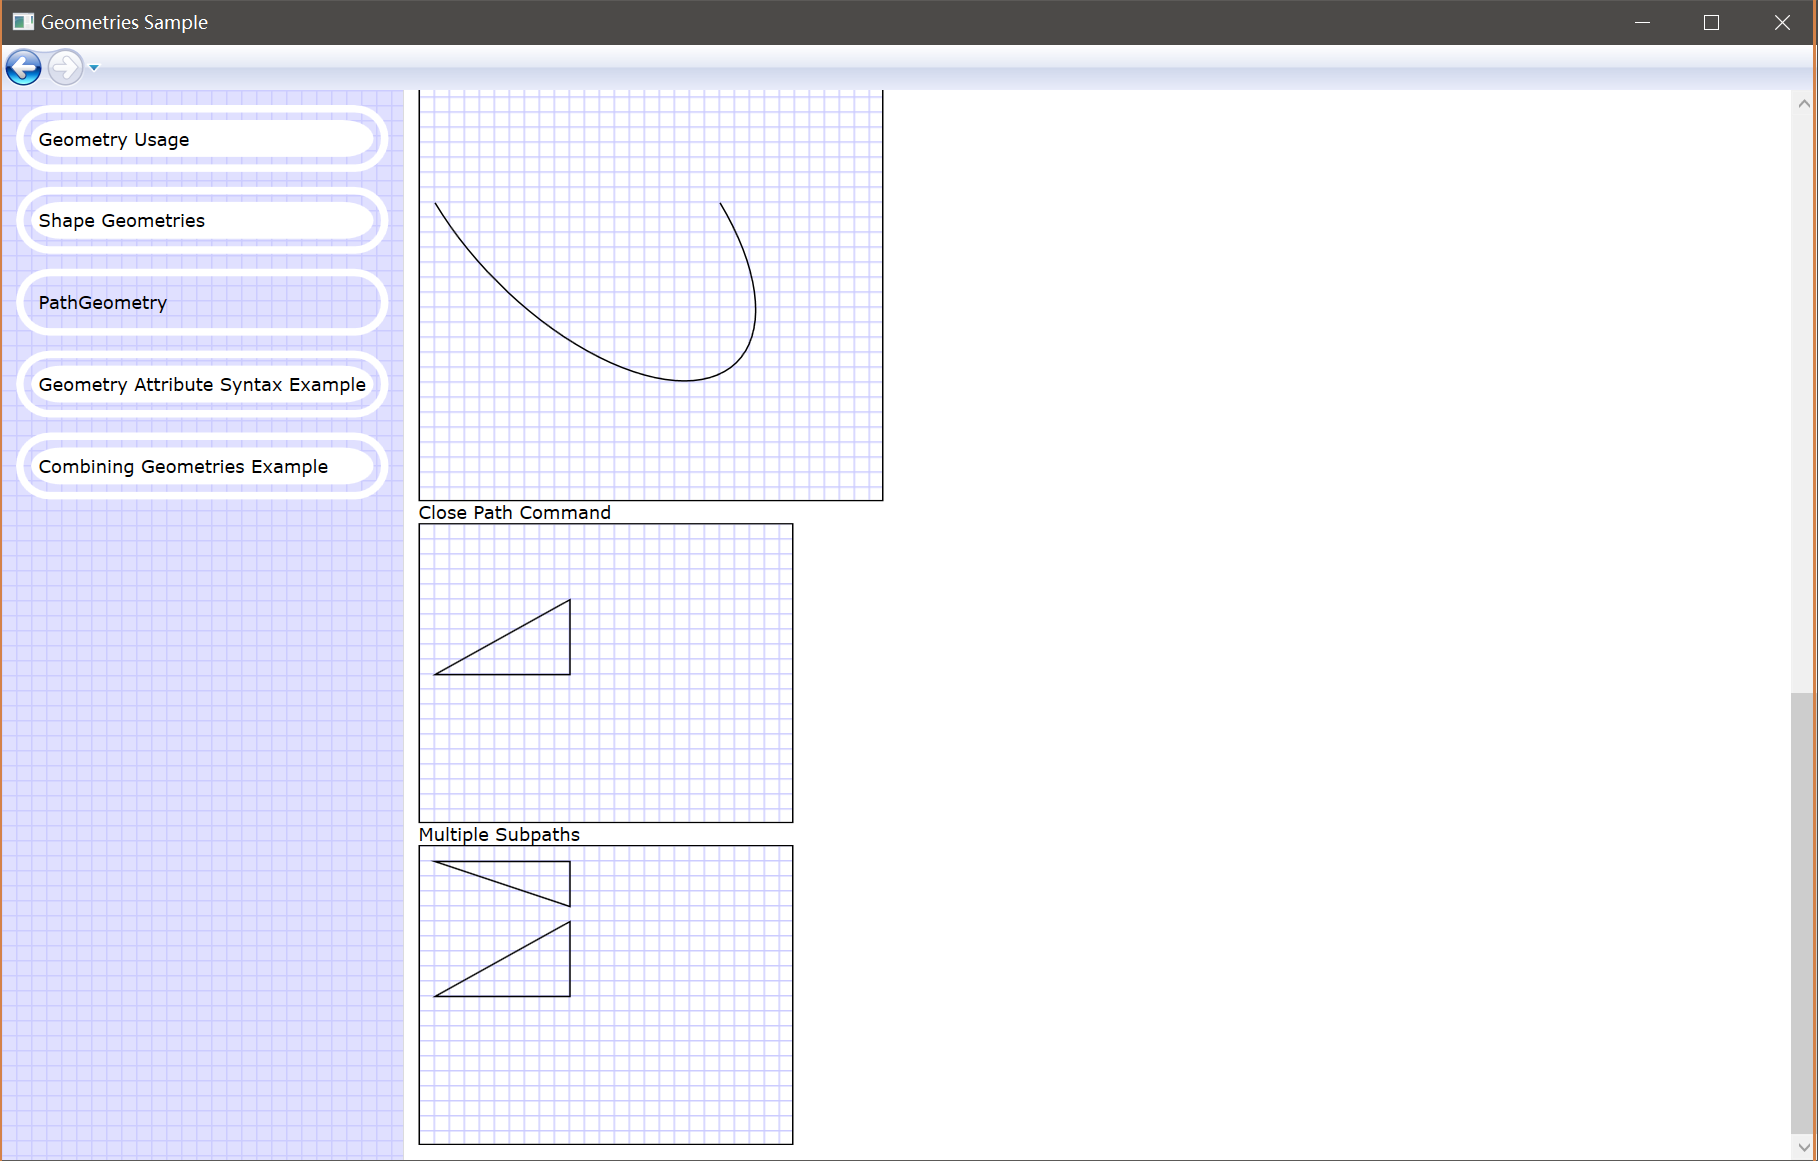 Geometries Sample
Geometry Usage
Shape Geometries
PathGeometry
Geometry Attribute Syntax Example
Combining Geometries Example
Close Path Command
Multiple Subpaths